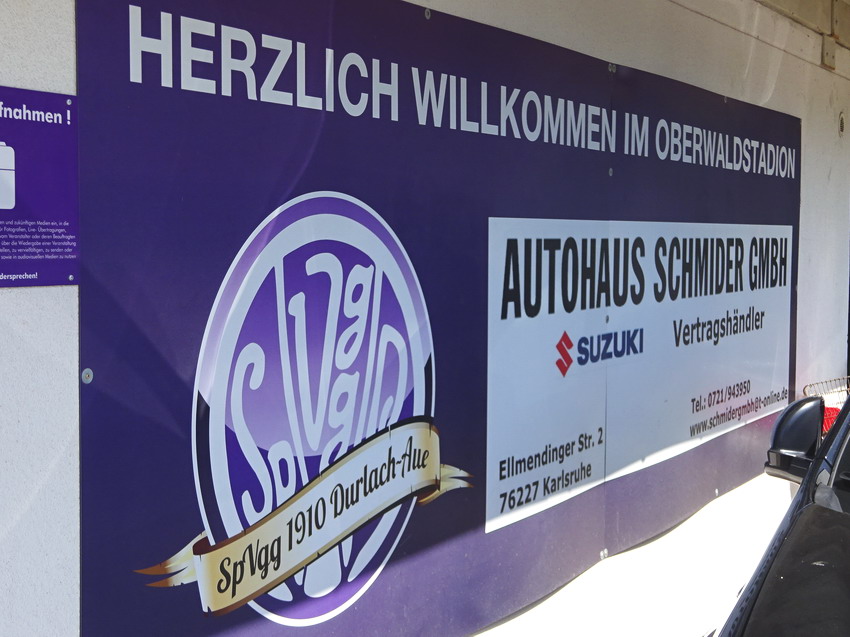 HERZLICH WILLKOMMEN IM OBERWALDSTADION
fnahmen !
dersprechen!
SpVgg
SpVgg 1910 Durlach-Aue
AUTOHAUS SCHMIDER GMBH
SUZUKI
Vertragshändler
Tel.: 0721/943950
www.schmidergmbh@t-online.de
Ellmendinger Str. 2
76227 Karlsruhe